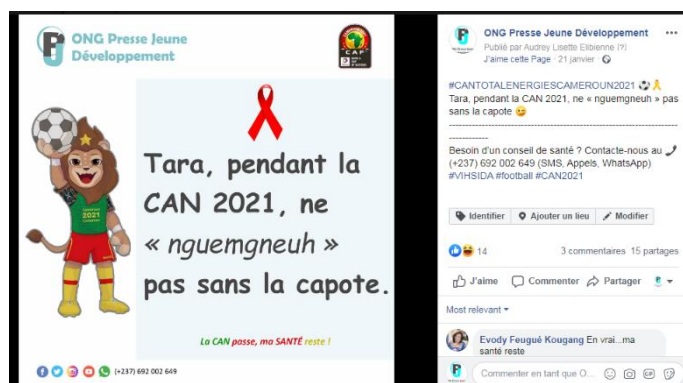 ONG Presse Jeune
Développement
CAP
Tara, pendant la
CAN 2021, ne
« nguemgneuh »
pas sans la capote.
La CAN passe, ma SANTÉ reste !
(+237) 692 002 649
ONG Presse Jeune Développement
Publié par Audrey Lisette Elbienne [?]
J'aime cette Page · 21 janvier ·
#CANTOTALENERGIESCAMEROUN2021
Tara, pendant la CAN 2021, ne « nguemgneuh » pas
sans la capote
Besoin d'un conseil de santé ? Contacte-nous au
(+237) 692 002 649 (SMS, Appels, WhatsApp)
#VIHSIDA #football #CAN2021
Identifier Ajouter un lieu Modifier
14 3 commentaires 15 partages
J'aime Commenter Partager
Most relevant
Evody Feugué Kougang En vrai...ma
santé reste
Commenter en tant que O...